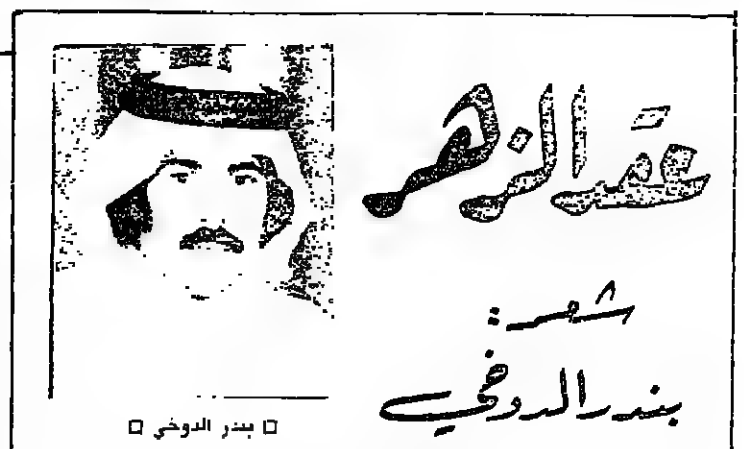 عقد الزهر
شعر:
بندر الدوخي
□ بندر الدوخي □